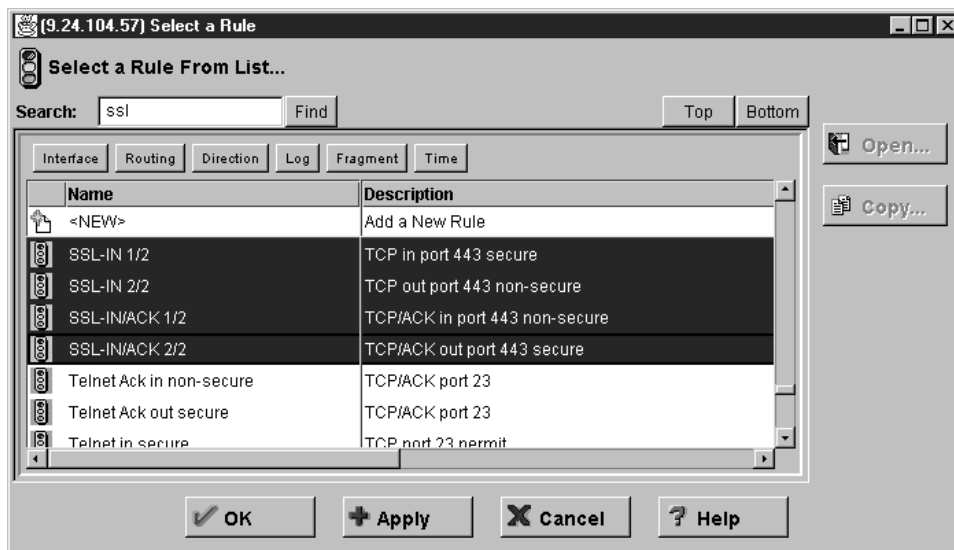 (9.24.104.57) Select a Rule
Select a Rule From List...
Search: ssl Find Top Bottom
Open...
Interface Routing Direction Log Fragment Time
Name Description
Copy...
<NEW> Add a New Rule
SSL-IN 1/2 TCP in port 443 secure
SSL-IN 2/2 TCP out port 443 non-secure
SSL-IN/ACK 1/2 TCP/ACK in port 443 non-secure
SSL-IN/ACK 2/2 TCP/ACK out port 443 secure
Telnet Ack in non-secure TCP/ACK port 23
Telnet Ack out secure TCP/ACK port 23
Telnet in secure TCP port 23 permit
OK Apply Cancel ? Help